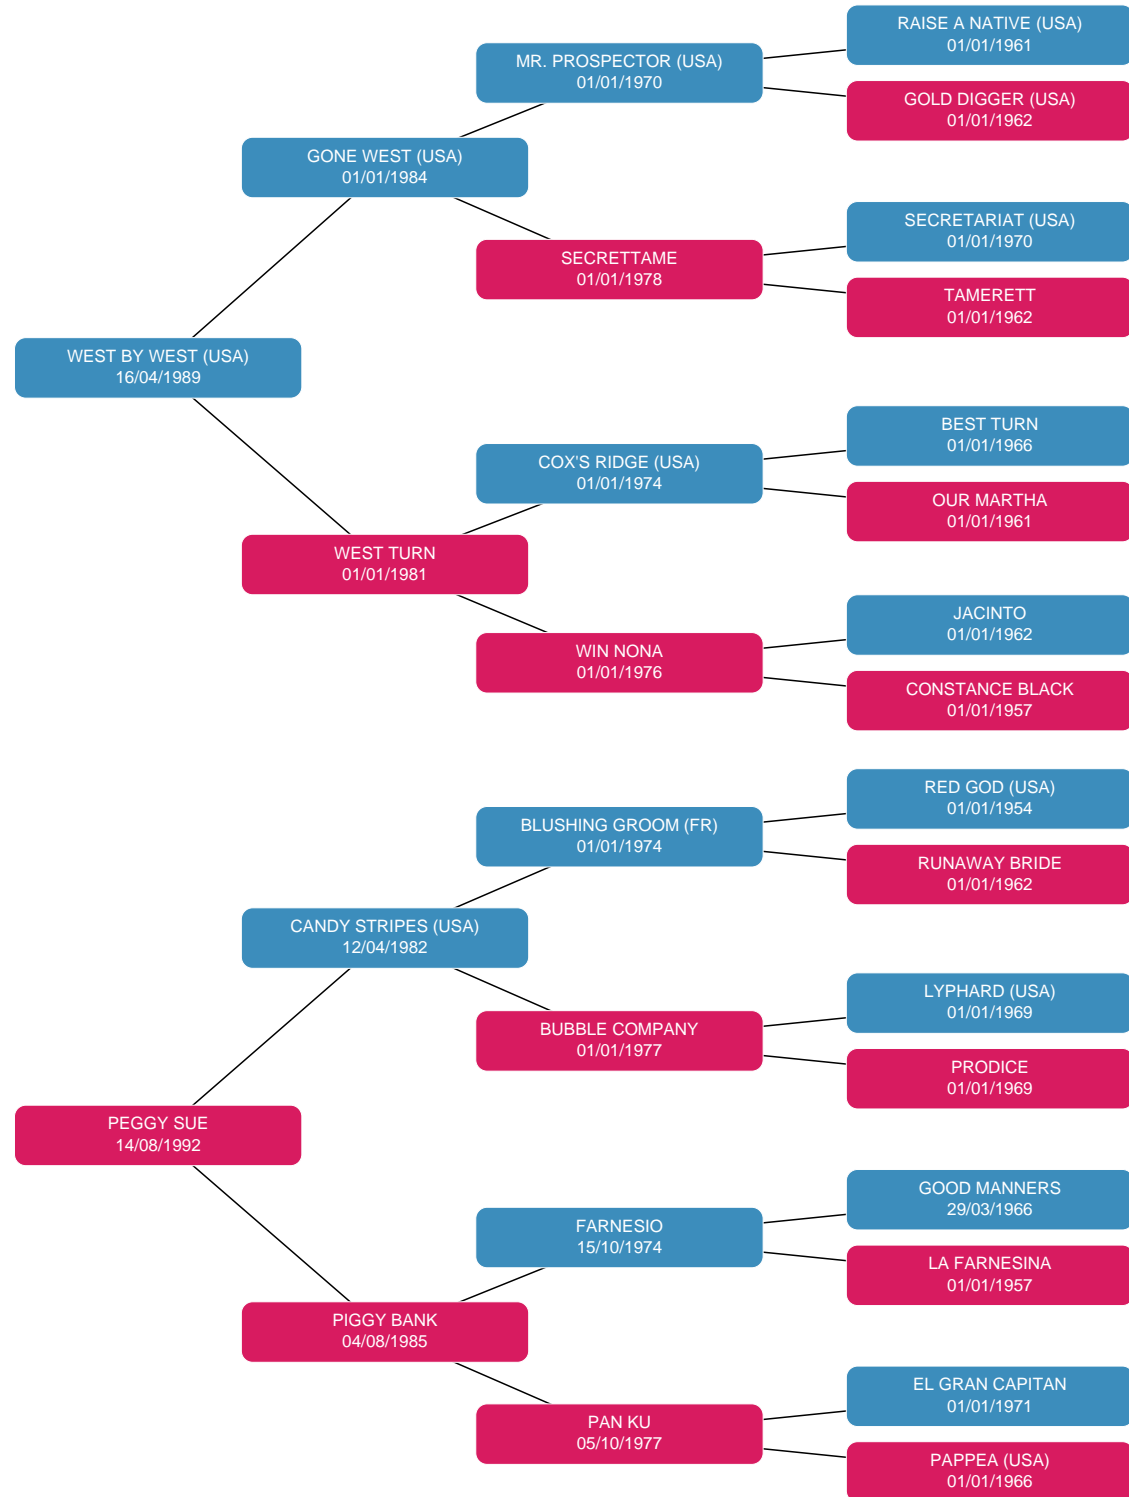 RAISE A NATIVE (USA)
01/01/1961
MR. PROSPECTOR (USA)
01/01/1970
GOLD DIGGER (USA)
01/01/1962
GONE WEST (USA)
01/01/1984
SECRETARIAT (USA)
01/01/1970
SECRETTAME
01/01/1978
TAMERETT
01/01/1962
WEST BY WEST (USA)
16/04/1989
BEST TURN
01/01/1966
COX'S RIDGE (USA)
01/01/1974
OUR MARTHA
01/01/1961
WEST TURN
01/01/1981
JACINTO
01/01/1962
WIN NONA
01/01/1976
CONSTANCE BLACK
01/01/1957
RED GOD (USA)
01/01/1954
BLUSHING GROOM (FR)
01/01/1974
RUNAWAY BRIDE
01/01/1962
CANDY STRIPES (USA)
12/04/1982
LYPHARD (USA)
01/01/1969
BUBBLE COMPANY
01/01/1977
PRODICE
01/01/1969
PEGGY SUE
14/08/1992
GOOD MANNERS
29/03/1966
FARNESIO
15/10/1974
LA FARNESINA
01/01/1957
PIGGY BANK
04/08/1985
EL GRAN CAPITAN
01/01/1971
PAN KU
05/10/1977
PAPPEA (USA)
01/01/1966